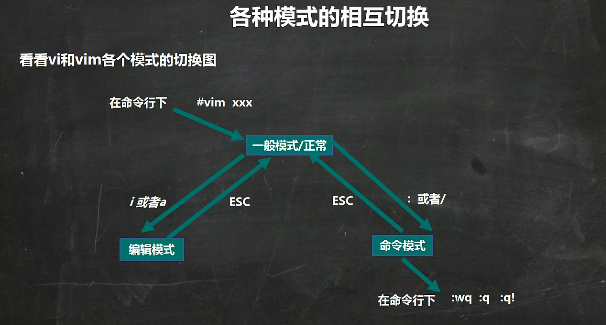 各种模式的相互切换
看看vi和vim各个模式的切换图
在命令行下 #vim xxx
一般模式/正常
i 或者a ESC ESC : 或者/
编辑模式 命令模式
在命令行下 :wq :q :q!